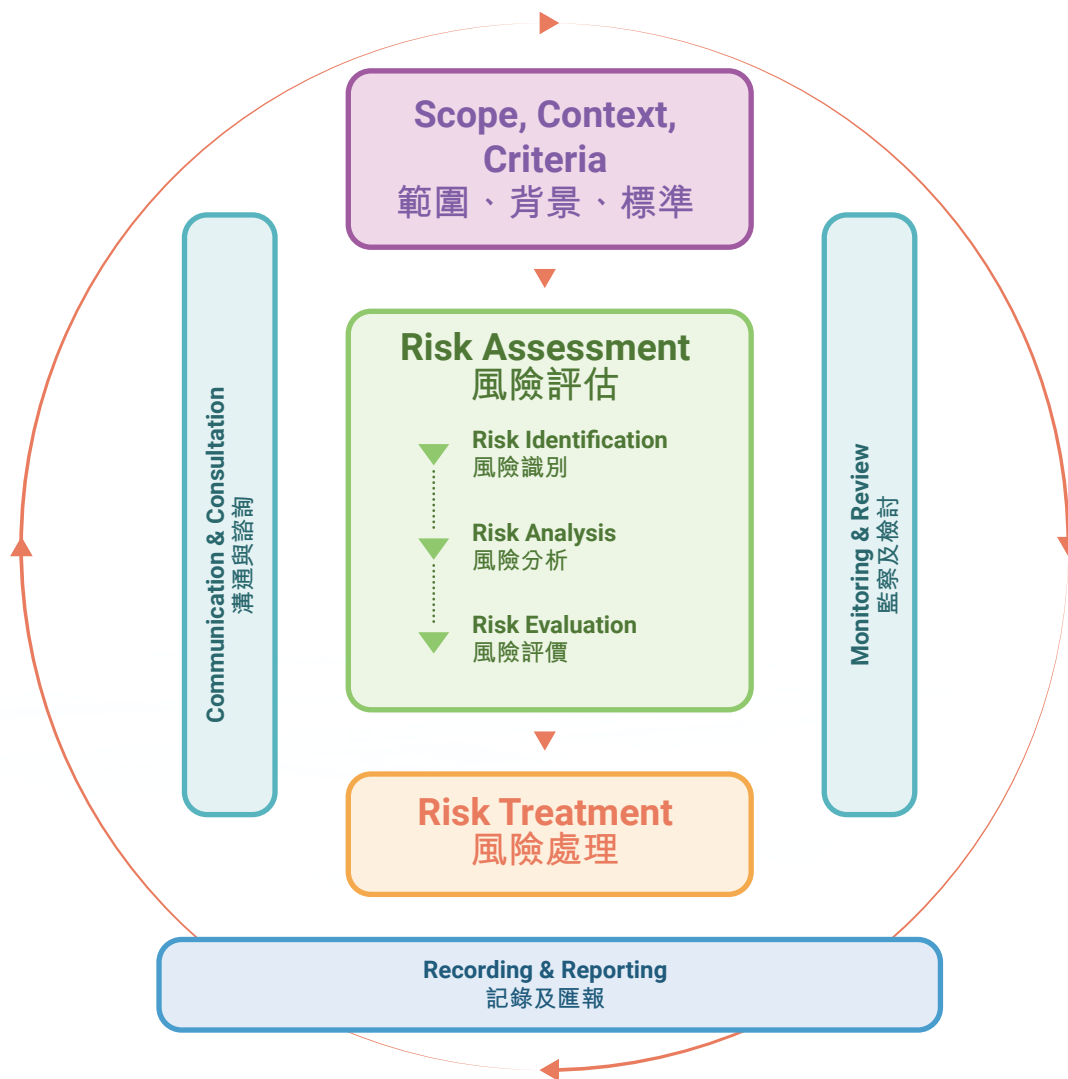 Scope, Context,
Criteria
範圍、背景、標準
Communication & Consultation
溝通與諮詢
Risk Assessment
風險評估
Risk Identification
風險識別
Risk Analysis
風險分析
Risk Evaluation
風險評價
Monitoring & Review
監察及檢討
Risk Treatment
風險處理
Recording & Reporting
記錄及匯報